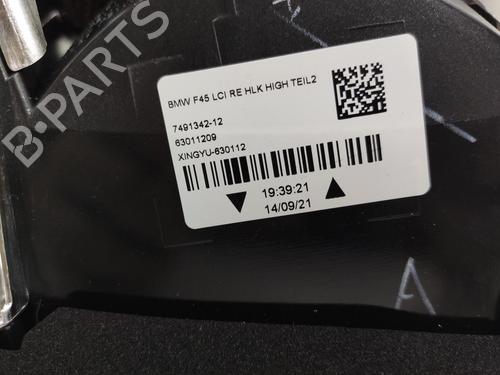 B-PARTS
BMW F45 LCI RE HLK HIGH TEIL2
7491342-12
63011209
XINGYU-630112
19:39:21
14/09/21
A